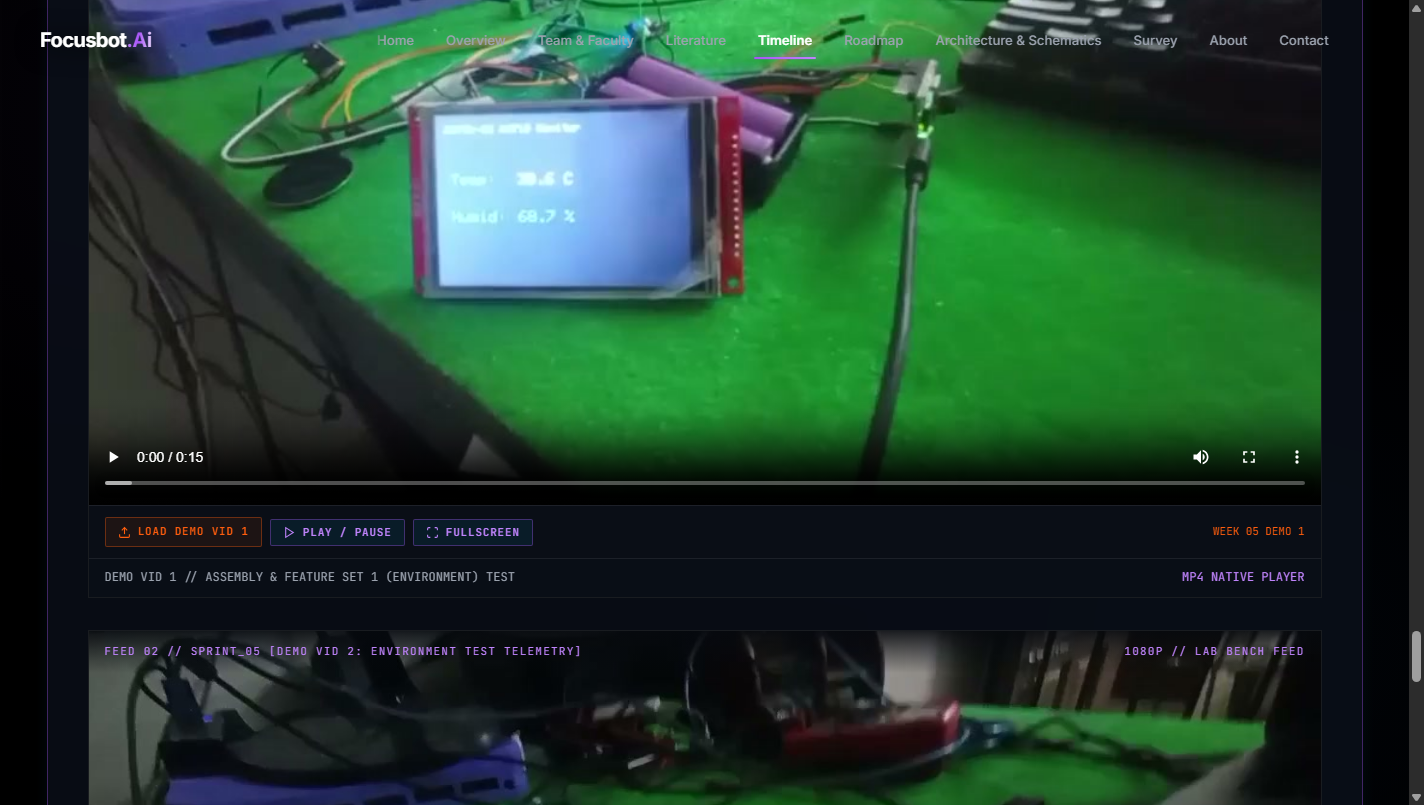 Focusbot.Ai
Home Overview Team & Faculty Literature Timeline Roadmap Architecture & Schematics Survey About Contact
Monitor
Temp: 30.6 C
Humid: 68.7 %
0:00 / 0:15
LOAD DEMO VID 1 PLAY / PAUSE FULLSCREEN WEEK 05 DEMO 1
DEMO VID 1 // ASSEMBLY & FEATURE SET 1 (ENVIRONMENT) TEST MP4 NATIVE PLAYER
FEED 02 // SPRINT_05 [DEMO VID 2: ENVIRONMENT TEST TELEMETRY] 1080P // LAB BENCH FEED